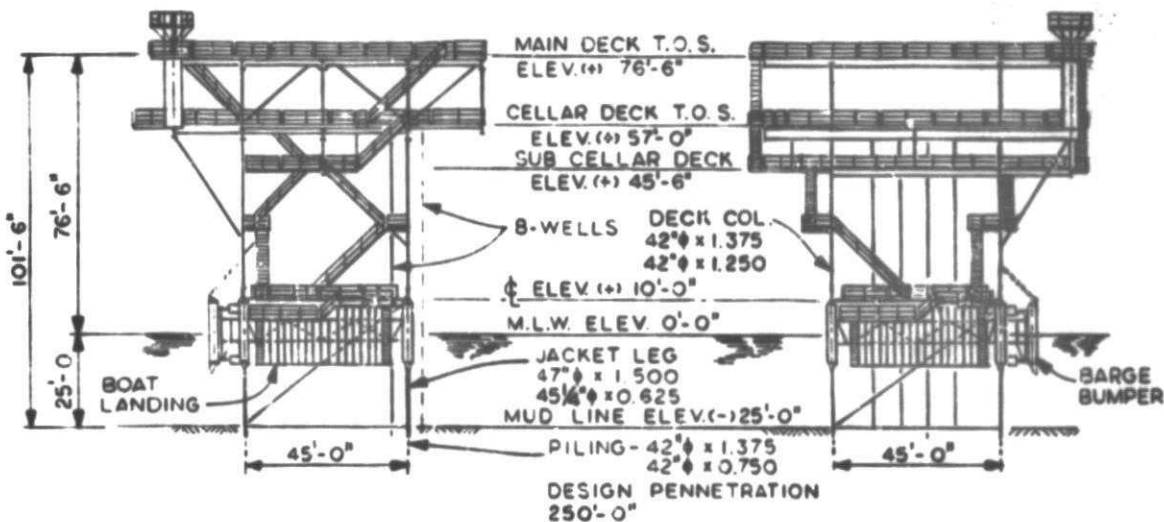 MAIN DECK T.O.S.
ELEV.(+) 76'-6"
CELLAR DECK T.O.S.
ELEV.(+) 57'-0"
SUB CELLAR DECK
ELEV.(+) 45'-6"
101'-6"
76'-6"
25'-0
8-WELLS
DECK COL.
42"ϕ x 1.375
42"ϕ x 1.250
℄ ELEV.(+) 10'-0"
M.L.W. ELEV. 0'-0"
JACKET LEG
47"ϕ x 1.500
45¼"ϕ x 0.625
BOAT
LANDING
BARGE
BUMPER
MUD LINE ELEV.(-) 25'-0"
45'-0"
PILING- 42"ϕ x 1.375
42"ϕ x 0.750
45'-0"
DESIGN PENNETRATION
250'-0"